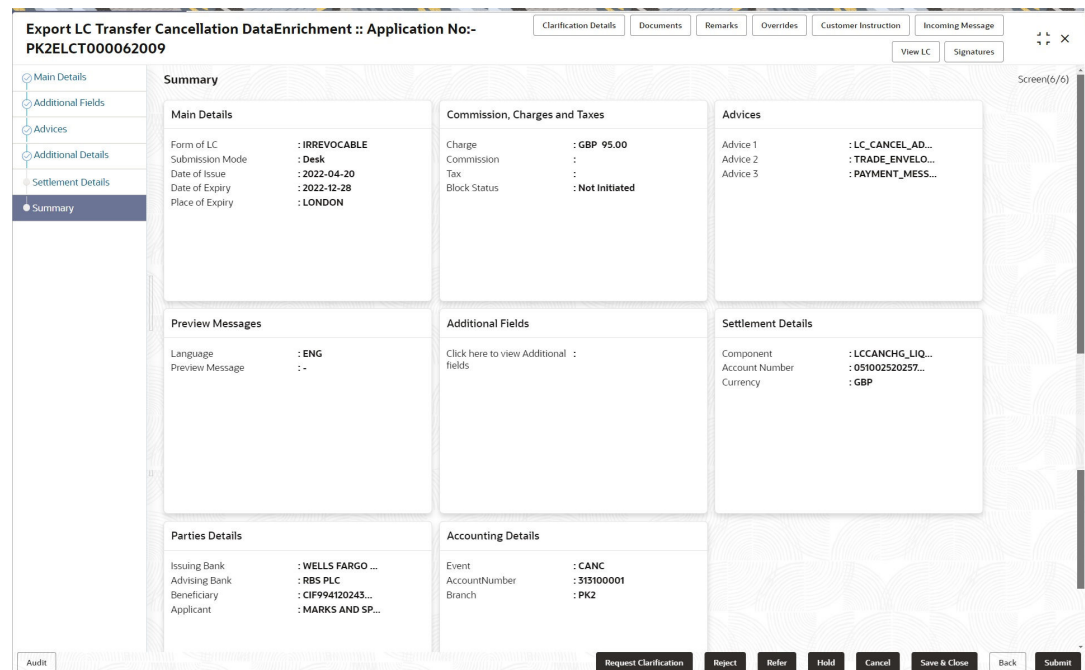 Export LC Transfer Cancellation DataEnrichment :: Application No:-
PK2ELCT000062009
Clarification Details
Documents
Remarks
Overrides
Customer Instruction
Incoming Message
View LC
Signatures
Main Details
Additional Fields
Advices
Additional Details
Settlement Details
Summary
Summary
Screen(6/6)
Main Details
Form of LC : IRREVOCABLE
Submission Mode : Desk
Date of Issue : 2022-04-20
Date of Expiry : 2022-12-28
Place of Expiry : LONDON
Commission, Charges and Taxes
Charge : GBP 95.00
Commission :
Tax :
Block Status : Not Initiated
Advices
Advice 1 : LC_CANCEL_AD...
Advice 2 : TRADE_ENVELO...
Advice 3 : PAYMENT_MESS...
Preview Messages
Language : ENG
Preview Message : -
Additional Fields
Click here to view Additional :
fields
Settlement Details
Component : LCCANCHG_LIQ...
Account Number : 051002520257...
Currency : GBP
Parties Details
Issuing Bank : WELLS FARGO ...
Advising Bank : RBS PLC
Beneficiary : CIF994120243...
Applicant : MARKS AND SP...
Accounting Details
Event : CANC
AccountNumber : 313100001
Branch : PK2
Audit
Request Clarification
Reject
Refer
Hold
Cancel
Save & Close
Back
Submit